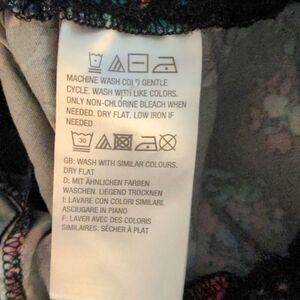 MACHINE WASH COLD GENTLE
CYCLE. WASH WITH LIKE COLORS.
ONLY NON-CHLORINE BLEACH WHEN
NEEDED. DRY FLAT. LOW IRON IF
NEEDED
30
GB: WASH WITH SIMILAR COLOURS.
DRY FLAT
D: MIT ÄHNLICHEN FARBEN
WASCHEN. LIEGEND TROCKNEN
I: LAVARE CON COLORI SIMILARI.
ASCIUGARE IN PIANO
F: LAVER AVEC DES COLORIS
SIMILAIRES. SÉCHER À PLAT